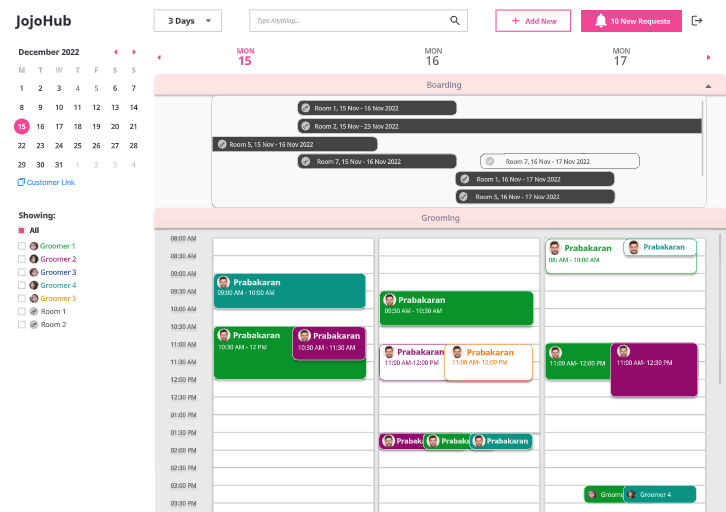 JojoHub
3 Days
Type Anything...
Add New
10 New Requests
December 2022
M T W T F S S
1 2 3 4 5 6 7
8 9 10 11 12 13 14
15 16 17 18 19 20 21
22 23 24 25 26 27 28
29 30 31 1 2 3 4
Customer Link
Showing:
All
Groomer 1
Groomer 2
Groomer 3
Groomer 4
Groomer 5
Room 1
Room 2
MON
15
MON
16
MON
17
Boarding
Room 1, 15 Nov - 16 Nov 2022
Room 2, 15 Nov - 23 Nov 2022
Room 5, 15 Nov - 16 Nov 2022
Room 7, 15 Nov - 16 Nov 2022
Room 7, 16 Nov - 17 Nov 2022
Room 1, 16 Nov - 17 Nov 2022
Room 5, 16 Nov - 17 Nov 2022
Grooming
08:00 AM
08:30 AM
09:00 AM
09:30 AM
10:00 AM
10:30 AM
11:00 AM
11:30 AM
12:00 PM
12:30 PM
01:00 PM
01:30 PM
02:00 PM
02:30 PM
03:00 PM
03:30 PM
Prabakaran
09:00 AM - 10:00 AM
Prabakaran
10:30 AM - 12 PM
Prabakaran
10:30 AM - 11:30 AM
Prabakaran
09:30 AM - 10:30 AM
Prabakaran
11:00 AM-12:00 PM
Prabakaran
11:00 AM- 12:00 PM
Prabak
Prabaka
Prabakaran
Prabakaran
08: AM - 10:00 AM
Prabakaran
11:00 AM- 12:00 PM
11:00 AM- 12:30 PM
Groome
Groomer 4